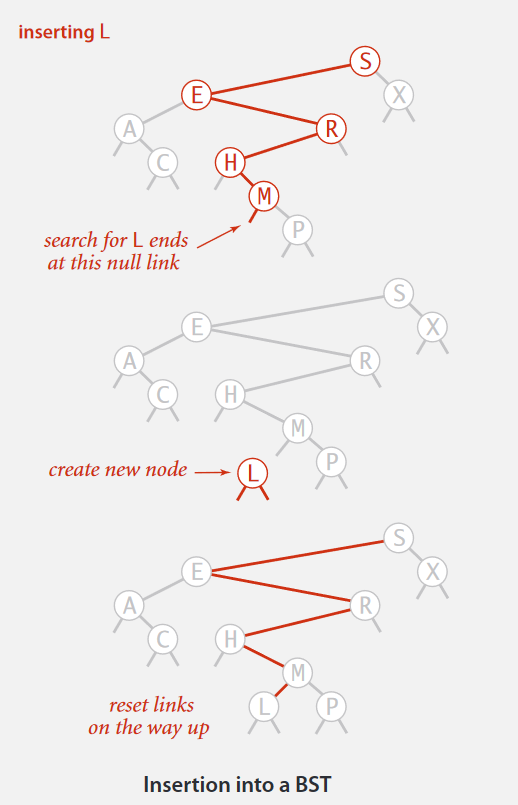 inserting L
S
E
X
A
R
C
H
M
P
search for L ends
at this null link
S
E
X
A
R
C
H
M
P
create new node
L
S
E
X
A
R
C
H
M
L
P
reset links
on the way up
Insertion into a BST